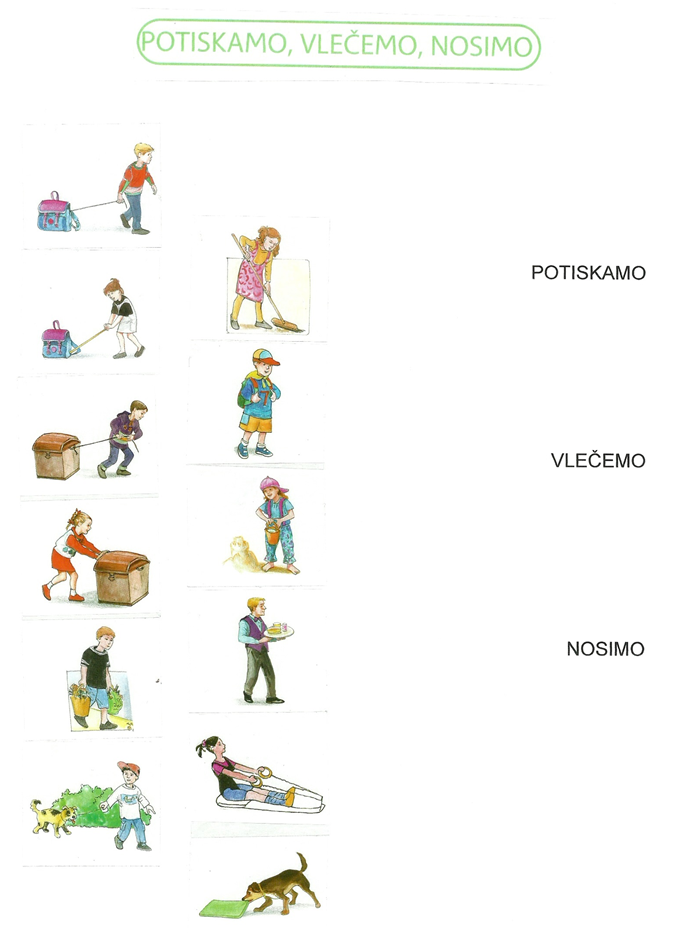 POTISKAMO, VLEČEMO, NOSIMO
POTISKAMO
VLEČEMO
NOSIMO